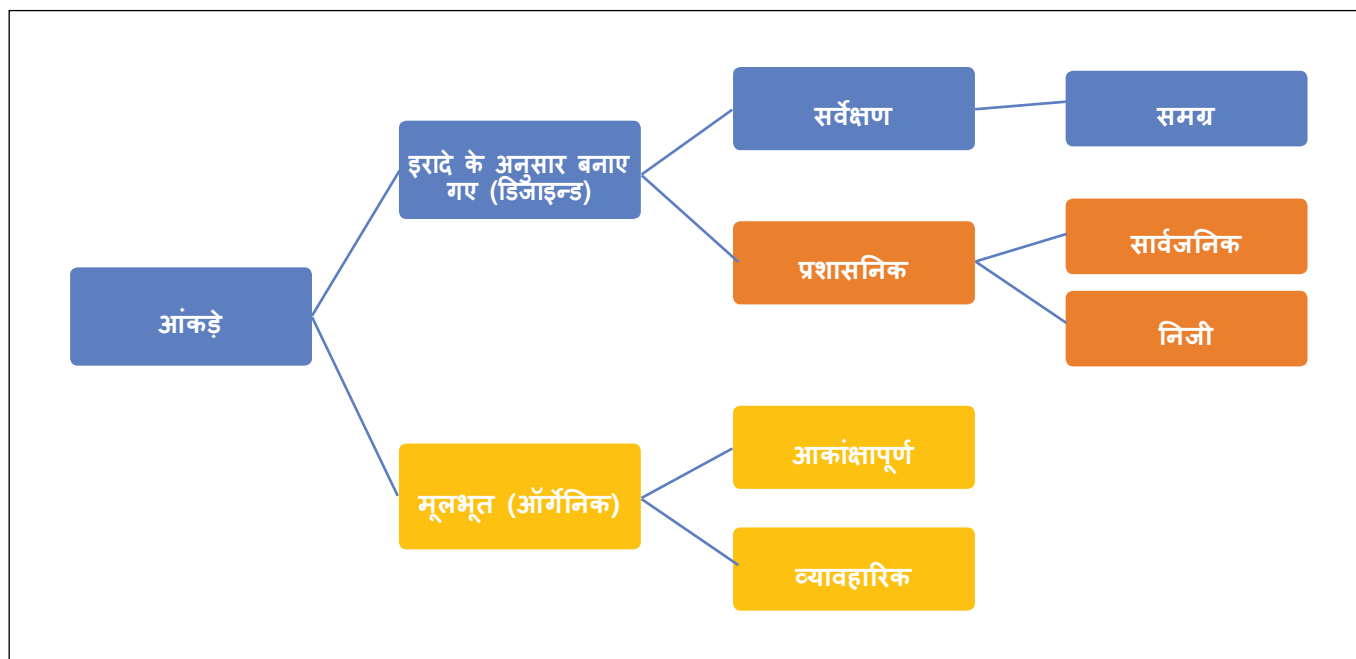 आंकड़े
इरादे के अनुसार बनाए
गए (डिजाइन्ड)
सर्वेक्षण
समग्र
प्रशासनिक
सार्वजनिक
निजी
मूलभूत (ऑर्गेनिक)
आकांक्षापूर्ण
व्यावहारिक